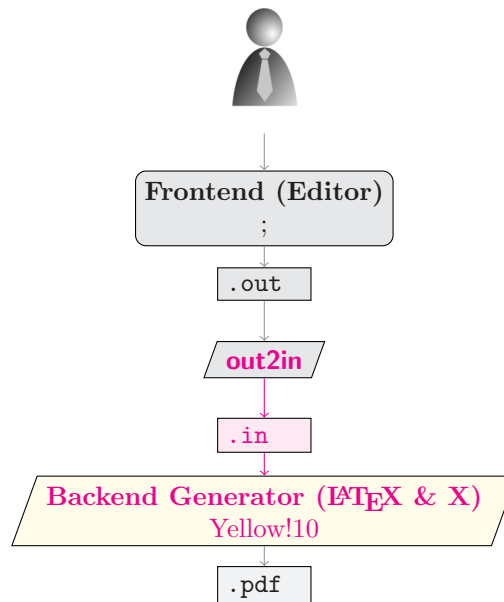 Frontend (Editor)
;
.out
out2in
.in
Backend Generator (LATEX & X)
Yellow!10
.pdf